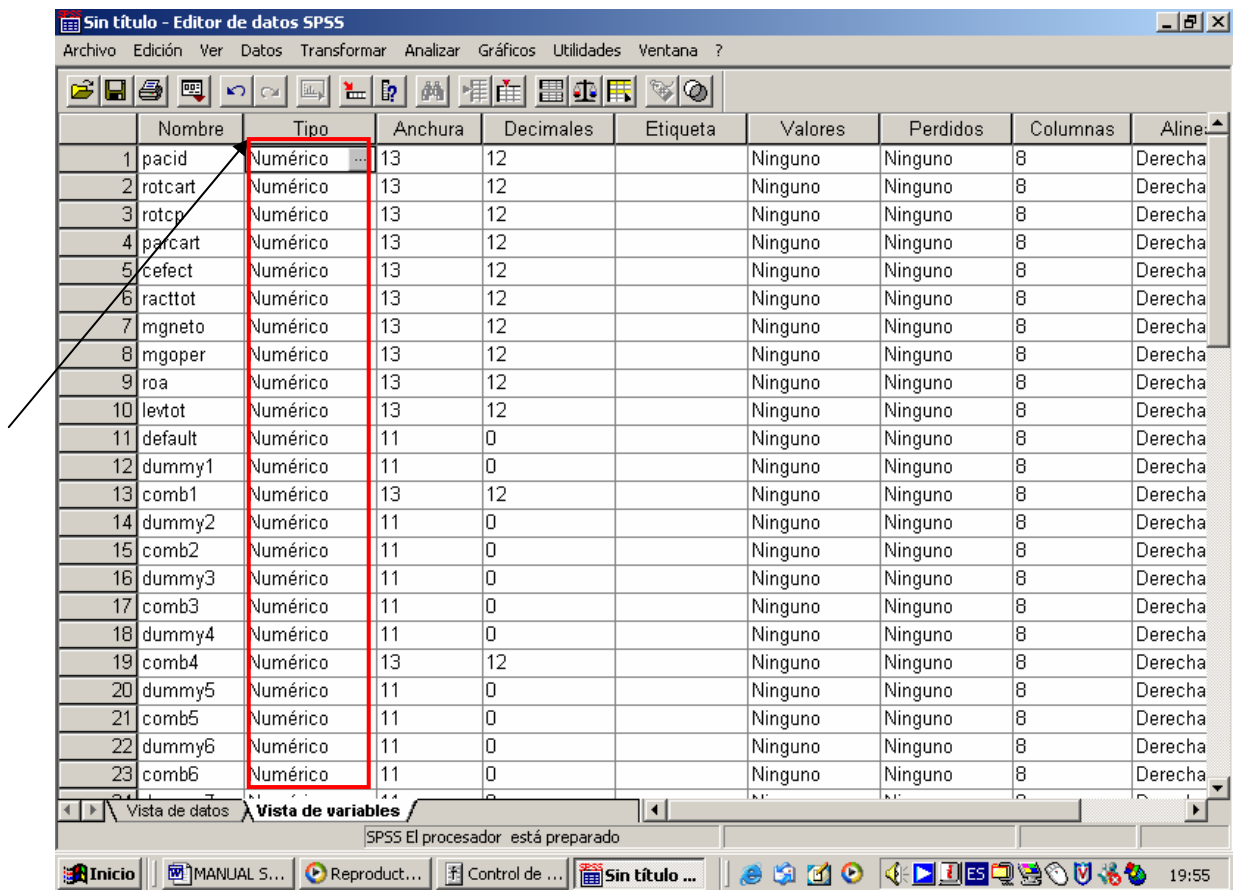 Sin título - Editor de datos SPSS
Archivo Edición Ver Datos Transformar Analizar Gráficos Utilidades Ventana ?
Nombre Tipo Anchura Decimales Etiqueta Valores Perdidos Columnas Aline
1 pacid Numérico ... 13 12 Ninguno Ninguno 8 Derecha
2 rotcart Numérico 13 12 Ninguno Ninguno 8 Derecha
3 rotcp Numérico 13 12 Ninguno Ninguno 8 Derecha
4 parcart Numérico 13 12 Ninguno Ninguno 8 Derecha
5 cefect Numérico 13 12 Ninguno Ninguno 8 Derecha
6 racttot Numérico 13 12 Ninguno Ninguno 8 Derecha
7 mgneto Numérico 13 12 Ninguno Ninguno 8 Derecha
8 mgoper Numérico 13 12 Ninguno Ninguno 8 Derecha
9 roa Numérico 13 12 Ninguno Ninguno 8 Derecha
10 levtot Numérico 13 12 Ninguno Ninguno 8 Derecha
11 default Numérico 11 0 Ninguno Ninguno 8 Derecha
12 dummy1 Numérico 11 0 Ninguno Ninguno 8 Derecha
13 comb1 Numérico 13 12 Ninguno Ninguno 8 Derecha
14 dummy2 Numérico 11 0 Ninguno Ninguno 8 Derecha
15 comb2 Numérico 11 0 Ninguno Ninguno 8 Derecha
16 dummy3 Numérico 11 0 Ninguno Ninguno 8 Derecha
17 comb3 Numérico 11 0 Ninguno Ninguno 8 Derecha
18 dummy4 Numérico 11 0 Ninguno Ninguno 8 Derecha
19 comb4 Numérico 13 12 Ninguno Ninguno 8 Derecha
20 dummy5 Numérico 11 0 Ninguno Ninguno 8 Derecha
21 comb5 Numérico 11 0 Ninguno Ninguno 8 Derecha
22 dummy6 Numérico 11 0 Ninguno Ninguno 8 Derecha
23 comb6 Numérico 11 0 Ninguno Ninguno 8 Derecha
Vista de datos Vista de variables
SPSS El procesador está preparado
Inicio MANUAL S... Reproduct... Control de ... Sin título ... ES 19:55